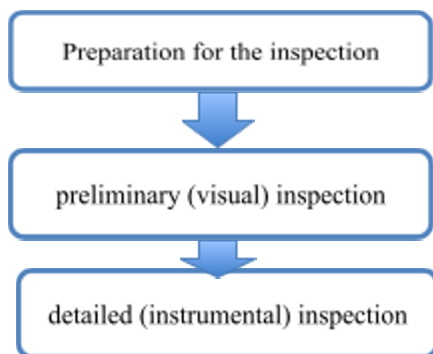 Preparation for the inspection
preliminary (visual) inspection
detailed (instrumental) inspection